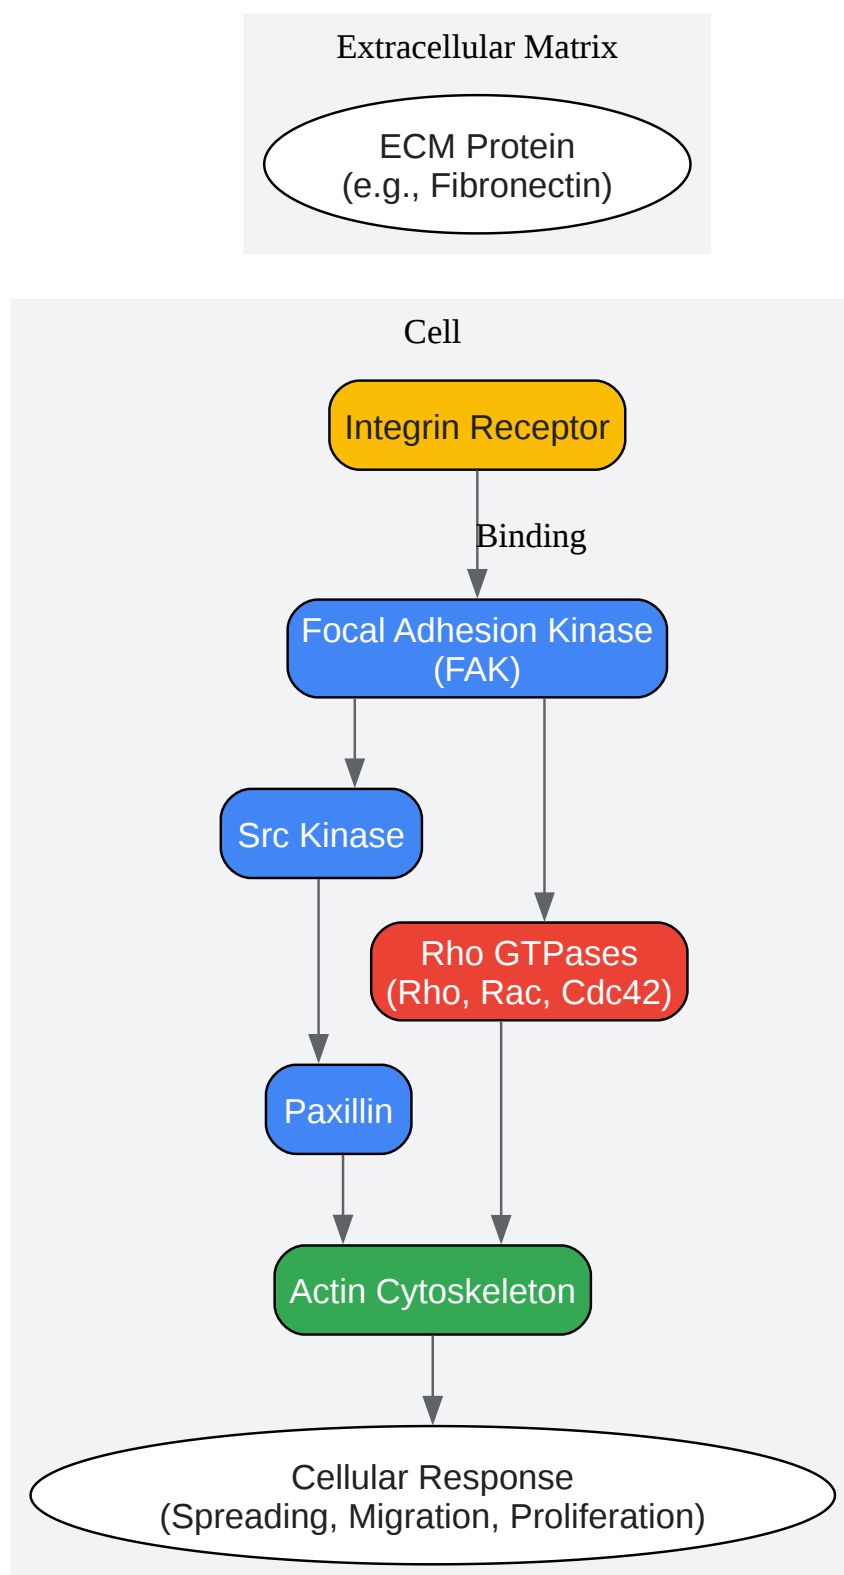 Extracellular Matrix
ECM Protein
(e.g., Fibronectin)
Cell
Integrin Receptor
Binding
Focal Adhesion Kinase
(FAK)
Src Kinase
Rho GTPases
(Rho, Rac, Cdc42)
Paxillin
Actin Cytoskeleton
Cellular Response
(Spreading, Migration, Proliferation)